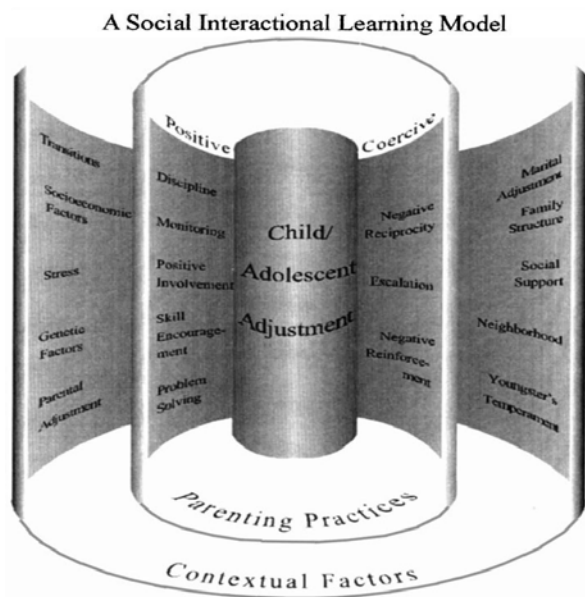 A Social Interactional Learning Model
Transitions
Socioeconomic
Factors
Stress
Genetic
Factors
Parental
Adjustment
Positive
Discipline
Monitoring
Positive
Involvement
Skill
Encourage-
ment
Problem
Solving
Child/
Adolescent
Adjustment
Coercive
Negative
Reciprocity
Escalation
Negative
Reinforce-
ment
Marital
Adjustment
Family
Structure
Social
Support
Neighborhood
Youngster's
Temperament
Parenting Practices
Contextual Factors